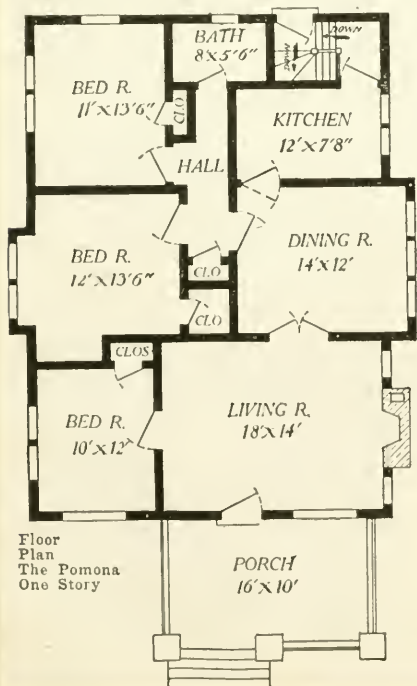 BATH
8X5'6"
DOWN
DOWN
BED R.
11'X13'6"
CLO
KITCHEN
12'X7'8"
HALL
BED R.
12'X13'6"
DINING R.
14'X12'
CLO
CLO
CLOS
BED R.
10'X12'
LIVING R.
18'X14'
Floor
Plan
The Pomona
One Story
PORCH
16'X10'